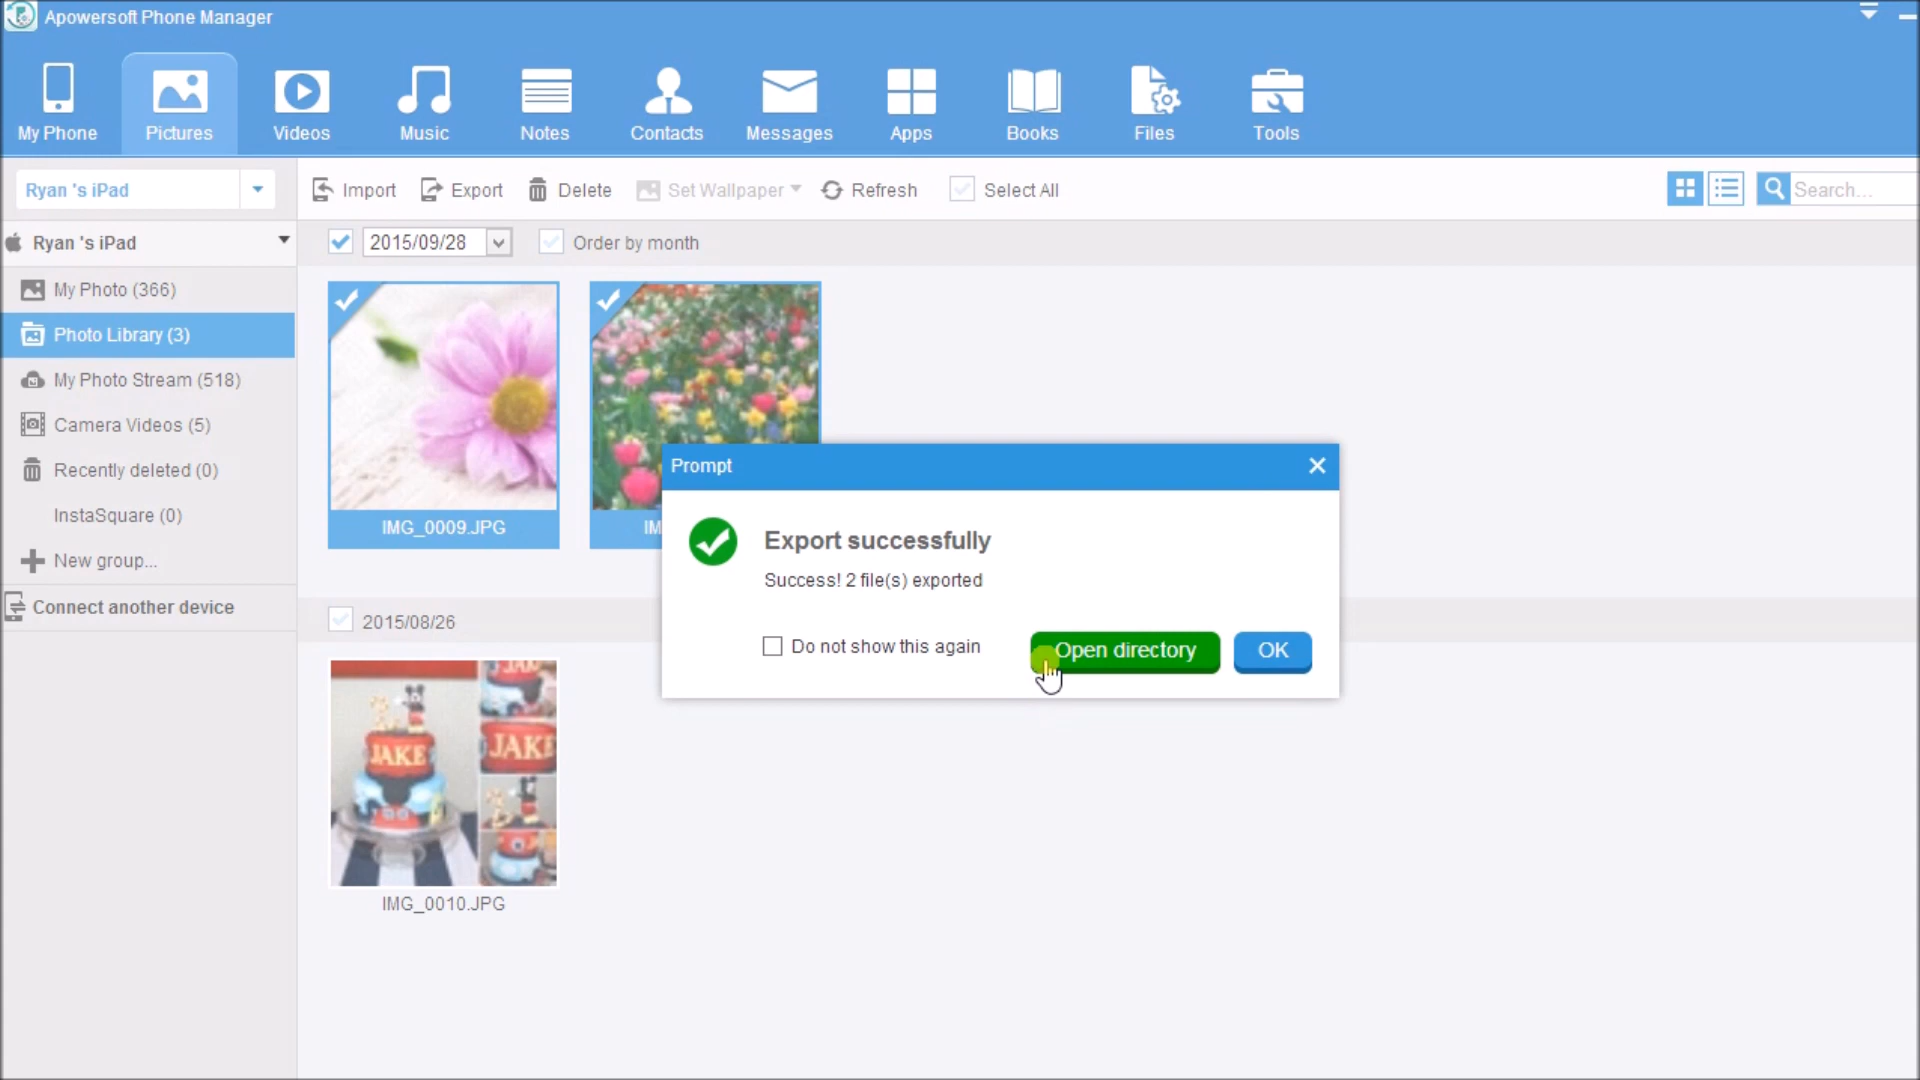 Apowersoft Phone Manager
My Phone
Pictures
Videos
Music
Notes
Contacts
Messages
Apps
Books
Files
Tools
Ryan 's iPad
Import
Export
Delete
Set Wallpaper
Refresh
Select All
Search...
Ryan 's iPad
2015/09/28
Order by month
My Photo (366)
Photo Library (3)
My Photo Stream (518)
Camera Videos (5)
Recently deleted (0)
InstaSquare (0)
New group...
Connect another device
IMG_0009.JPG
IM
Prompt
Export successfully
Success! 2 file(s) exported
Do not show this again
Open directory
OK
2015/08/26
JAKE
JAKE
IMG_0010.JPG